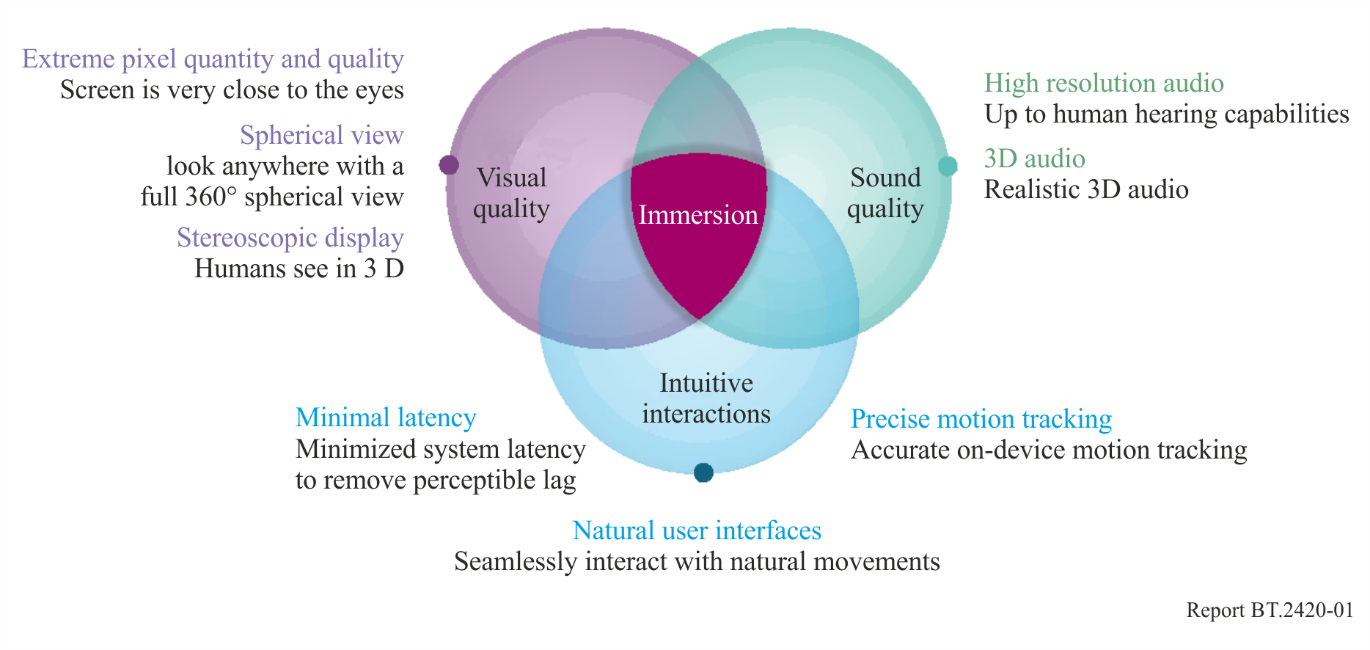 Extreme pixel quantity and quality
Screen is very close to the eyes
Spherical view
look anywhere with a
full 360° spherical view
Stereoscopic display
Humans see in 3 D
Visual
quality
Immersion
Sound
quality
High resolution audio
Up to human hearing capabilities
3D audio
Realistic 3D audio
Intuitive
interactions
Minimal latency
Minimized system latency
to remove perceptible lag
Precise motion tracking
Accurate on-device motion tracking
Natural user interfaces
Seamlessly interact with natural movements
Report BT.2420-01